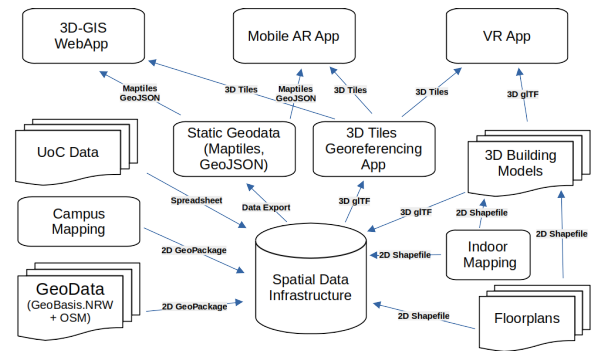 3D-GIS
WebApp
Mobile AR App
VR App
Maptiles
GeoJSON
3D Tiles
Maptiles
GeoJSON
3D Tiles
3D Tiles
3D glTF
UoC Data
Static Geodata
(Maptiles,
GeoJSON)
3D Tiles
Georeferencing
App
3D Building
Models
Spreadsheet
Data Export
3D glTF
3D glTF
2D Shapefile
Campus
Mapping
2D GeoPackage
2D Shapefile
Indoor
Mapping
2D Shapefile
GeoData
(GeoBasis.NRW
+ OSM)
2D GeoPackage
Spatial Data
Infrastructure
2D Shapefile
Floorplans